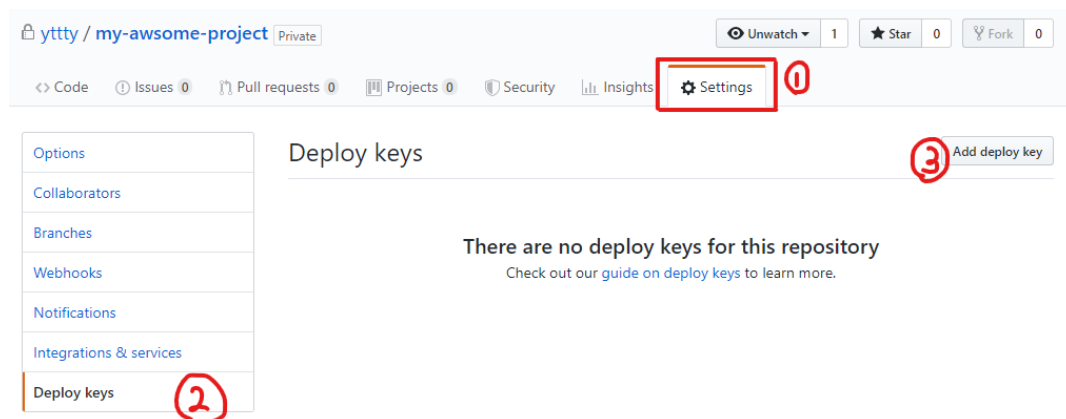 yttty / my-awsome-project Private
Unwatch 1 Star 0 Fork 0
Code Issues 0 Pull requests 0 Projects 0 Security Insights Settings 1
Options
Collaborators
Branches
Webhooks
Notifications
Integrations & services
Deploy keys 2
Deploy keys
3 Add deploy key
There are no deploy keys for this repository
Check out our guide on deploy keys to learn more.